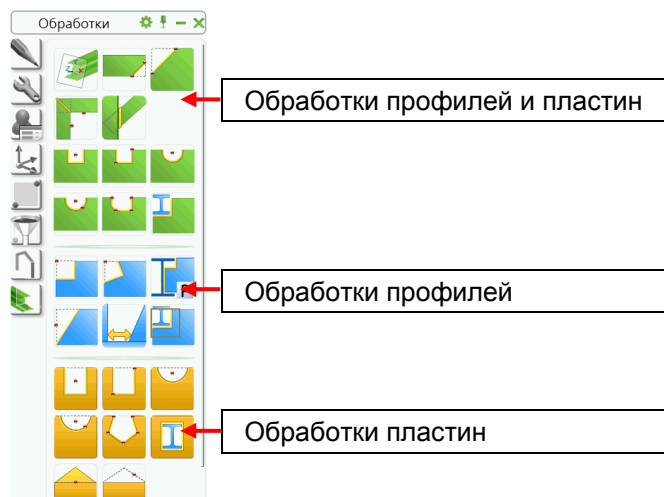 Обработки
Обработки профилей и пластин
Обработки профилей
Обработки пластин